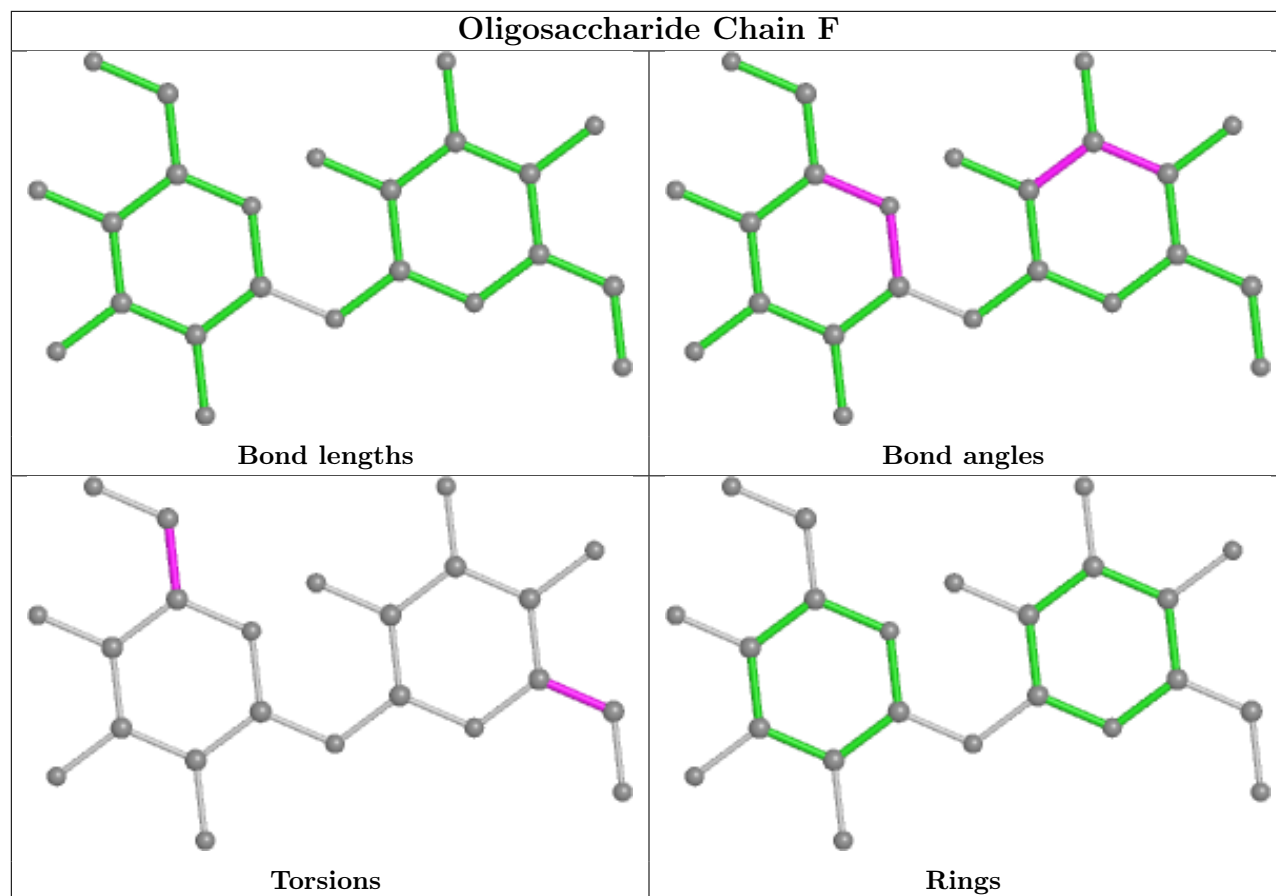 Oligosaccharide Chain F
Bond lengths
Bond angles
Torsions
Rings